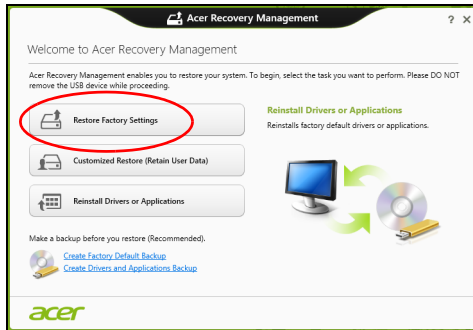 Acer Recovery Management
? X
Welcome to Acer Recovery Management
Acer Recovery Management enables you to restore your system. To begin, select the task you want to perform. Please DO NOT
remove the USB device while proceeding.
Restore Factory Settings
Customized Restore (Retain User Data)
Reinstall Drivers or Applications
Reinstall Drivers or Applications
Reinstalls factory default drivers or applications.
Make a backup before you restore (Recommended).
Create Factory Default Backup
Create Drivers and Applications Backup
acer